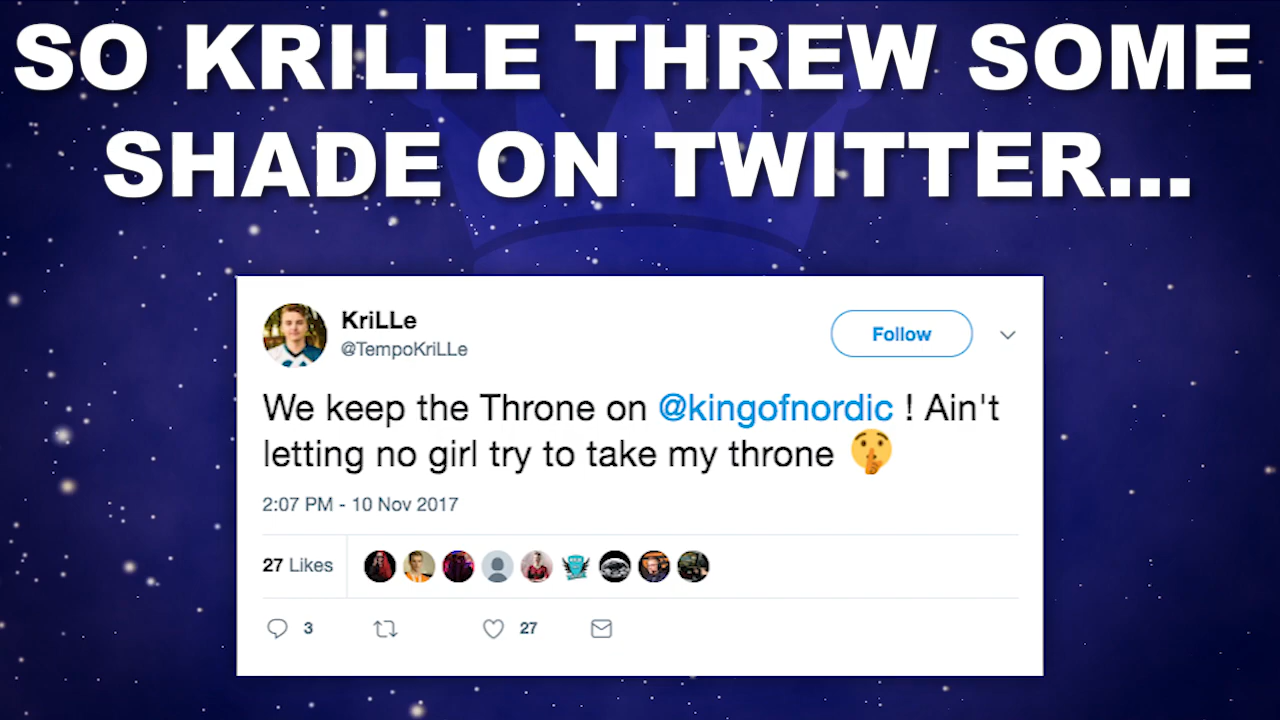 SO KRILLE THREW SOME
SHADE ON TWITTER...
KriLLe
@TempoKriLLe
Follow
We keep the Throne on @kingofnordic ! Ain't
letting no girl try to take my throne 🤫
2:07 PM - 10 Nov 2017
27 Likes
3
27